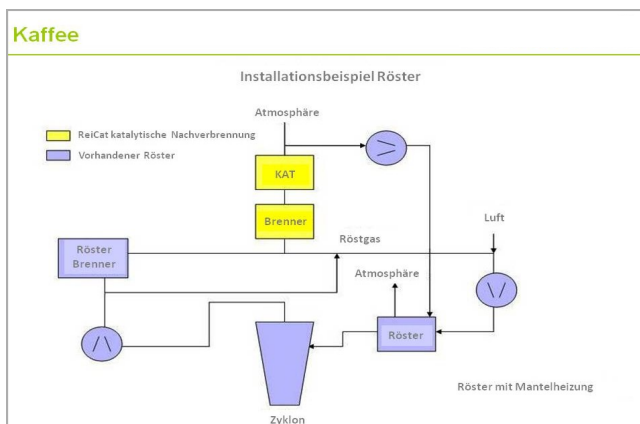 Kaffee
Installationsbeispiel Röster
Atmosphäre
ReiCat katalytische Nachverbrennung
Vorhandener Röster
KAT
Brenner
Luft
Röstgas
Röster
Brenner
Atmosphäre
Röster
Röster mit Mantelheizung
Zyklon